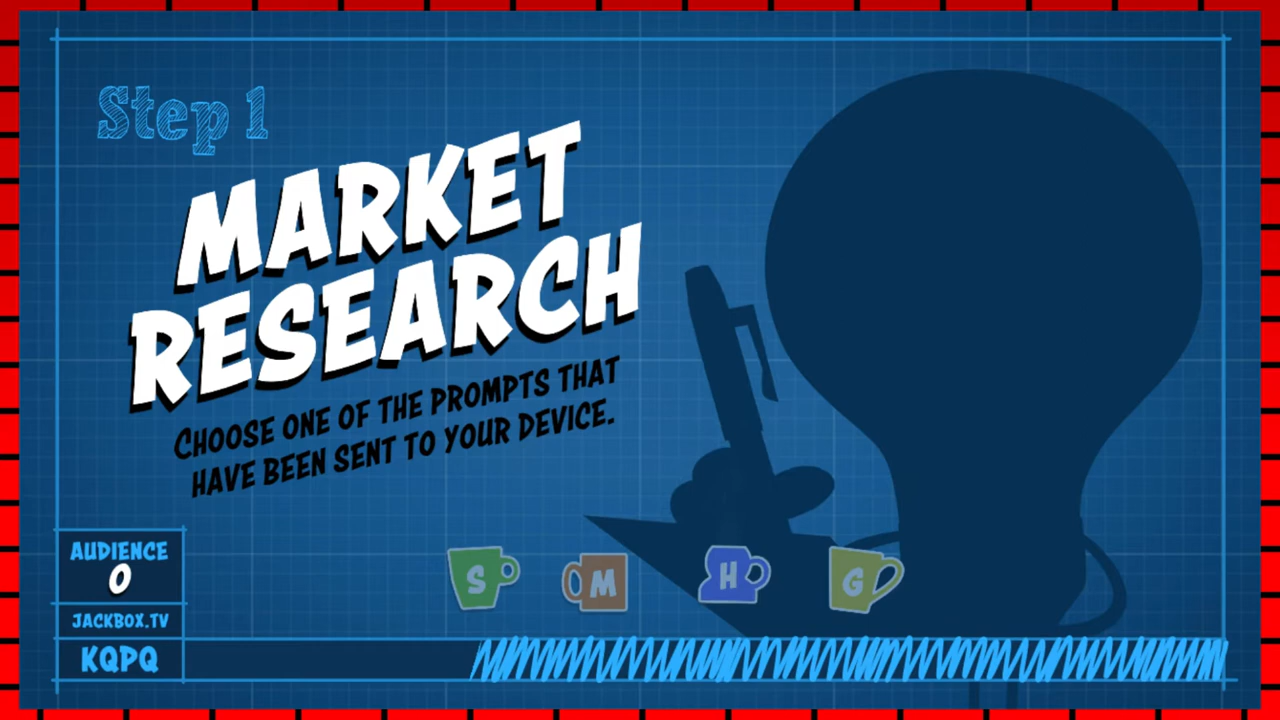 Step 1
MARKET
RESEARCH
CHOOSE ONE OF THE PROMPTS THAT
HAVE BEEN SENT TO YOUR DEVICE.
S
M
H
G
AUDIENCE
0
JACKBOX.TV
KQPQ